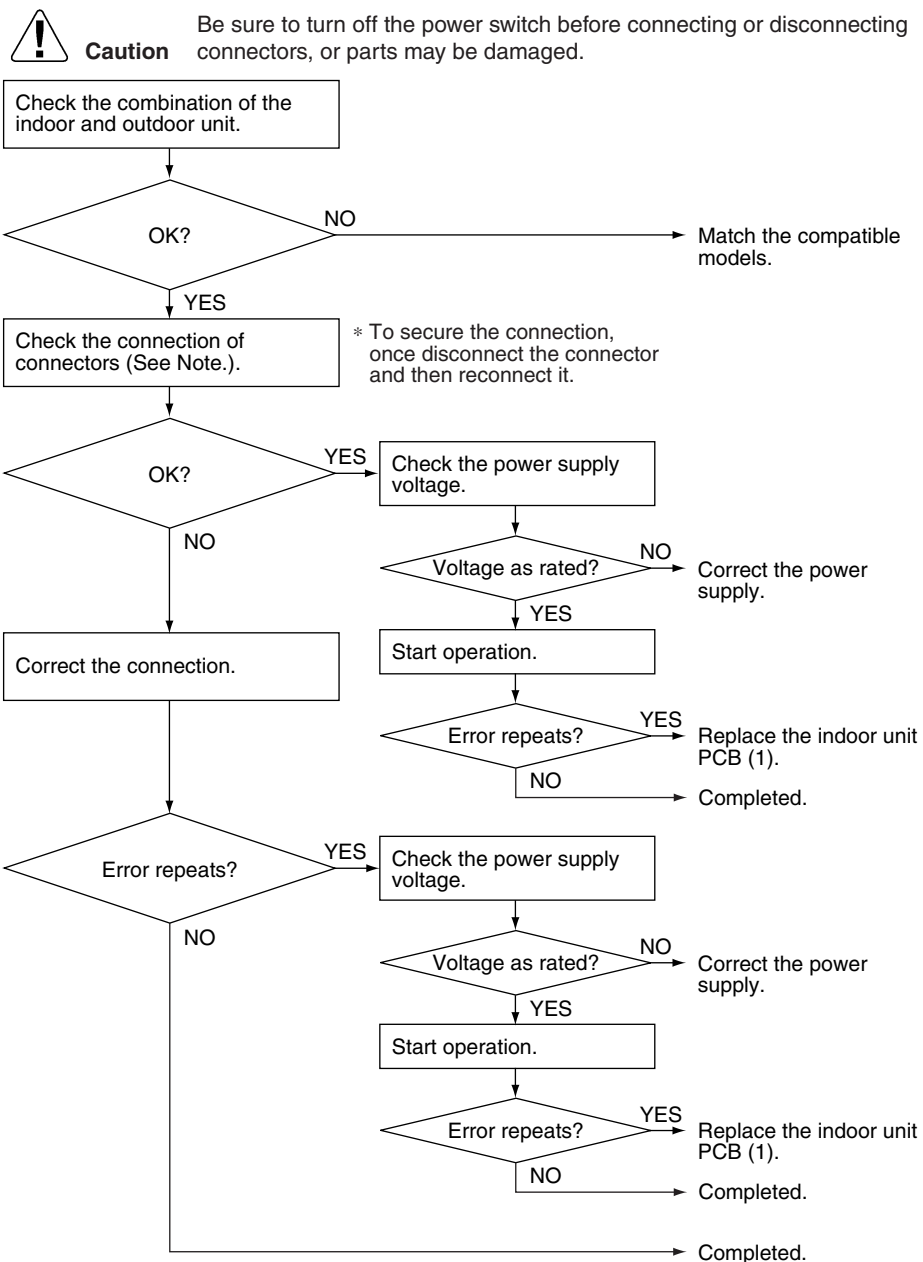 Be sure to turn off the power switch before connecting or disconnecting
Caution connectors, or parts may be damaged.
Check the combination of the
indoor and outdoor unit.
OK?
NO
Match the compatible
models.
YES
Check the connection of
connectors (See Note.).
* To secure the connection,
once disconnect the connector
and then reconnect it.
OK?
YES
Check the power supply
voltage.
NO
Voltage as rated?
NO
Correct the power
supply.
YES
Correct the connection.
Start operation.
Error repeats?
YES
Replace the indoor unit
PCB (1).
NO
Completed.
Error repeats?
YES
Check the power supply
voltage.
NO
Voltage as rated?
NO
Correct the power
supply.
YES
Start operation.
Error repeats?
YES
Replace the indoor unit
PCB (1).
NO
Completed.
Completed.